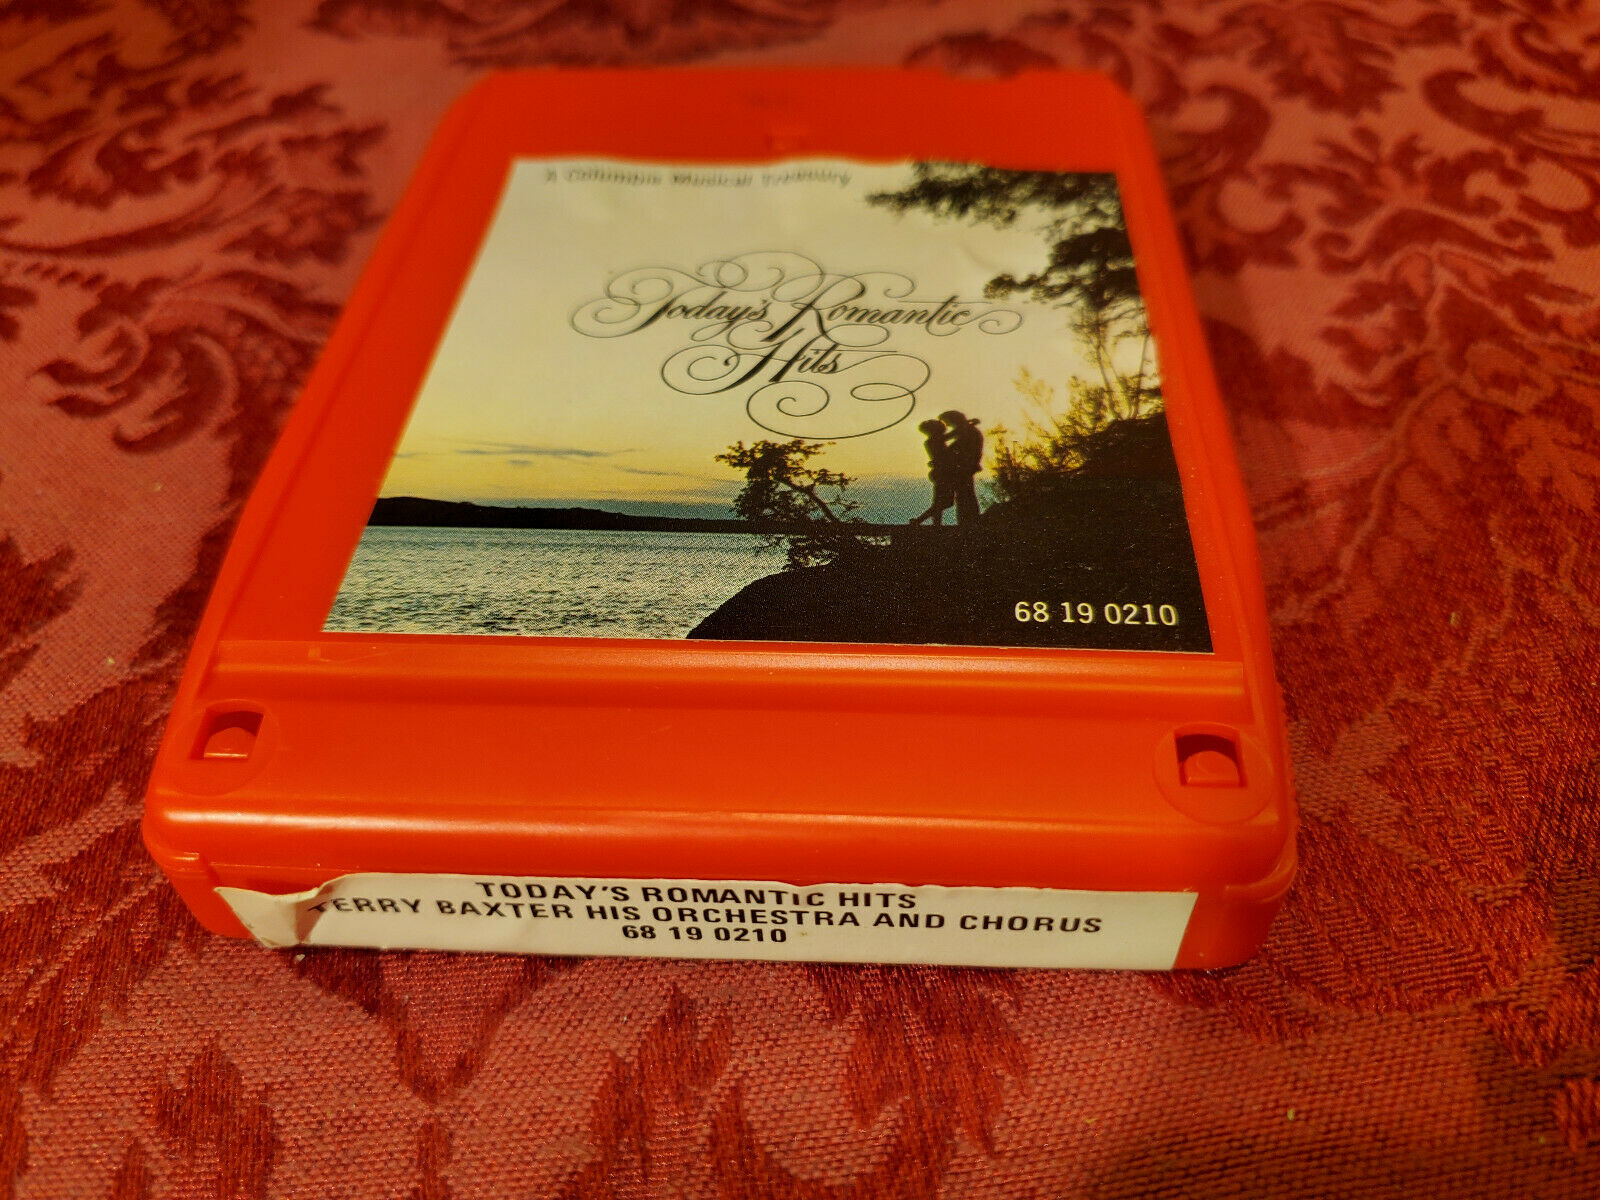 A Columbia Musical Treasury
Today's Romantic
Hits
68 19 0210
TODAY'S ROMANTIC HITS
TERRY BAXTER HIS ORCHESTRA AND CHORUS
68 19 0210